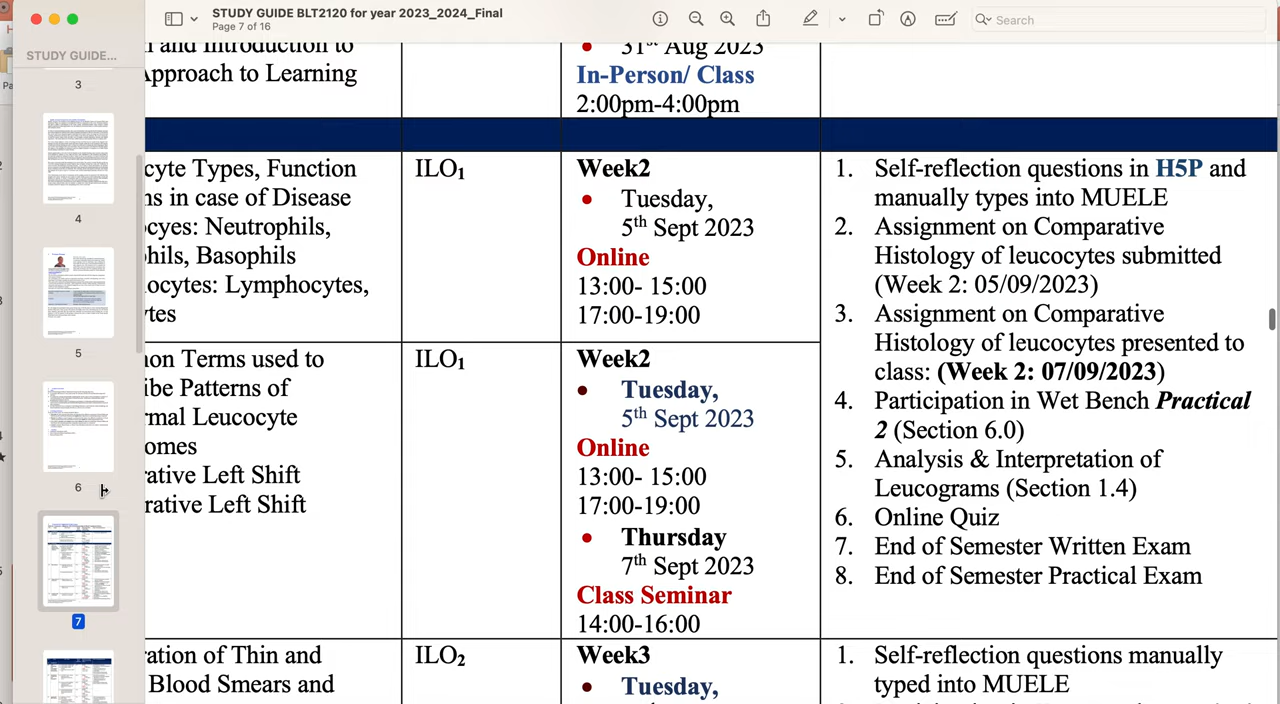 STUDY GUIDE BLT2120 for year 2023_2024_Final
Page 7 of 16
Search
STUDY GUIDE...
3
4
5
6
7
and Introduction to
Approach to Learning
31st Aug 2023
In-Person/ Class
2:00pm-4:00pm
cyte Types, Function
ns in case of Disease
ocyes: Neutrophils,
phils, Basophils
locytes: Lymphocytes,
ytes
ILO1
Week2
• Tuesday,
5th Sept 2023
Online
13:00- 15:00
17:00-19:00
non Terms used to
ibe Patterns of
rmal Leucocyte
omes
rative Left Shift
rative Left Shift
ILO1
Week2
• Tuesday,
5th Sept 2023
Online
13:00- 15:00
17:00-19:00
• Thursday
7th Sept 2023
Class Seminar
14:00-16:00
1. Self-reflection questions in H5P and
manually types into MUELE
2. Assignment on Comparative
Histology of leucocytes submitted
(Week 2: 05/09/2023)
3. Assignment on Comparative
Histology of leucocytes presented to
class: (Week 2: 07/09/2023)
4. Participation in Wet Bench Practical
2 (Section 6.0)
5. Analysis & Interpretation of
Leucograms (Section 1.4)
6. Online Quiz
7. End of Semester Written Exam
8. End of Semester Practical Exam
ration of Thin and
Blood Smears and
ILO2
Week3
• Tuesday,
1. Self-reflection questions manually
typed into MUELE